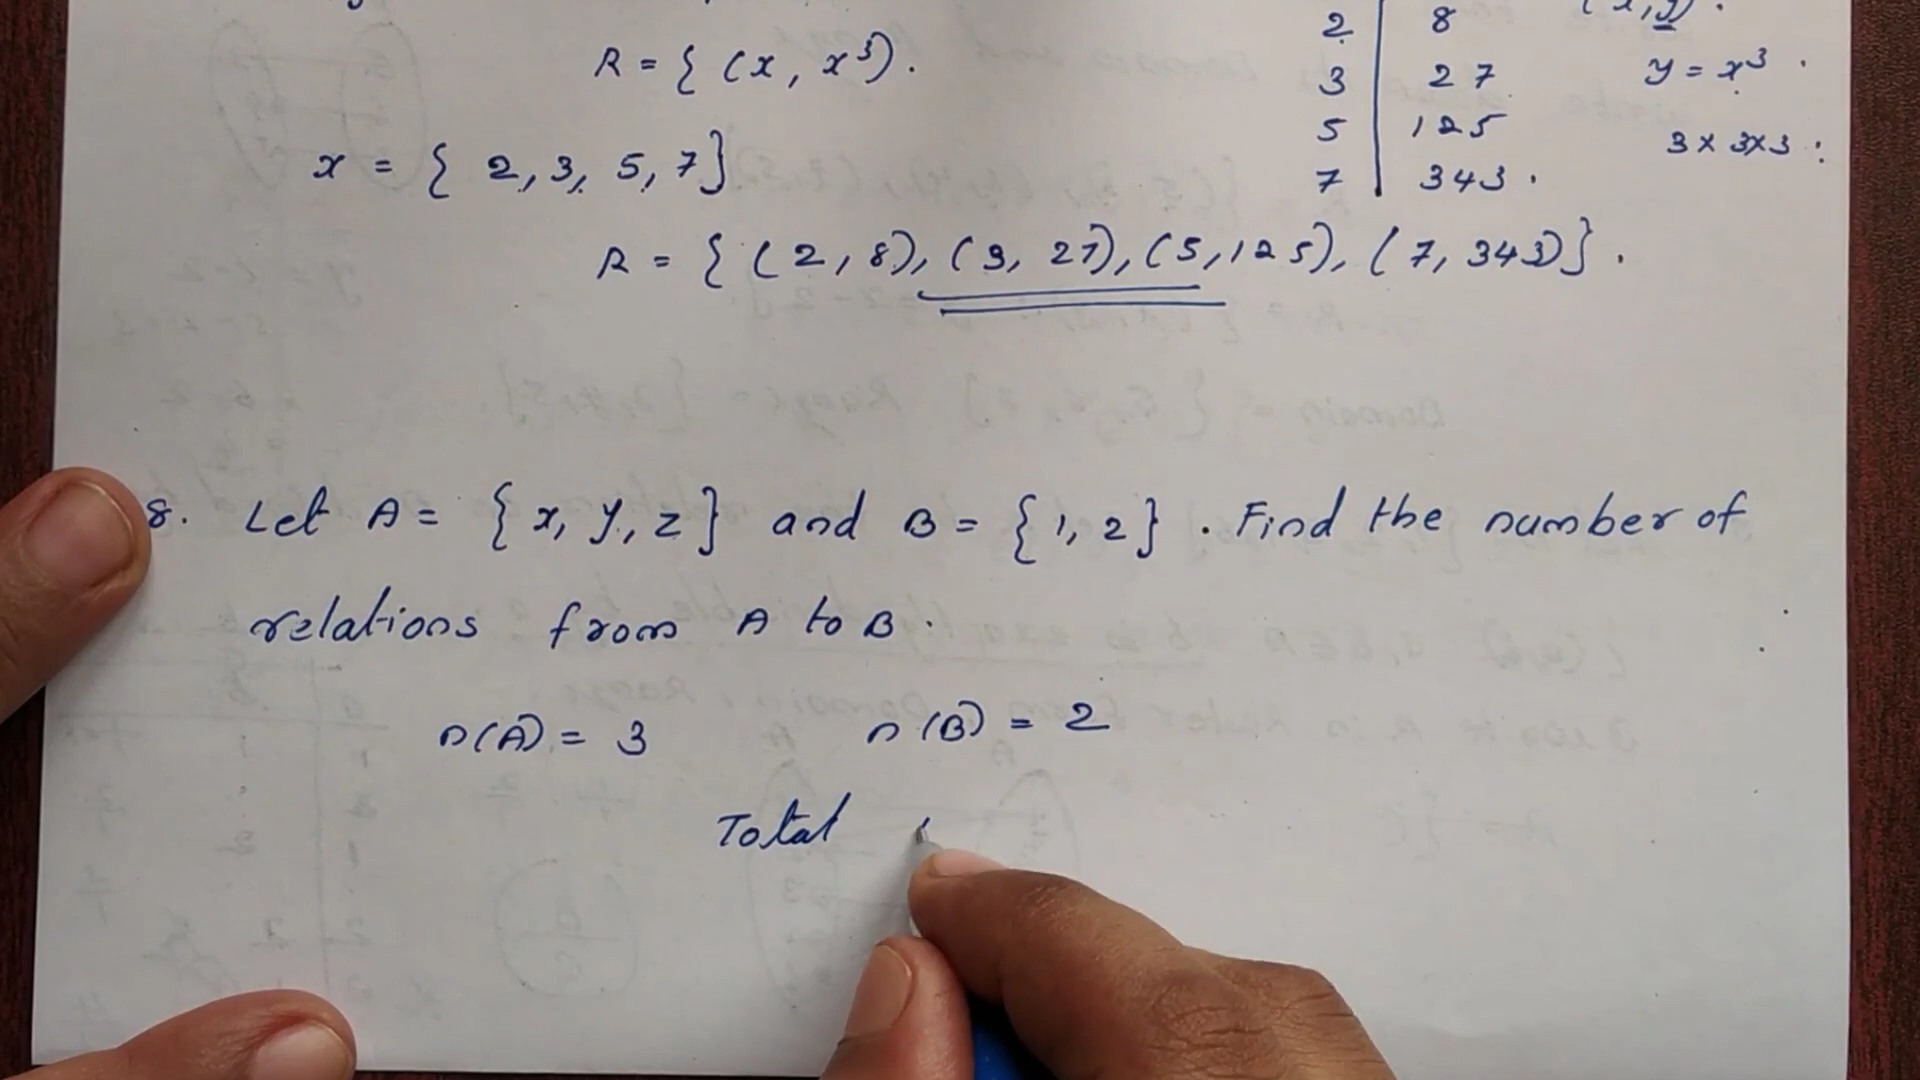 2 | 8
R = { (x, x³).
3 | 27 y = x³.
5 | 125
3 x 3x3 :
x = { 2, 3, 5, 7}
7 | 343.
R = { (2, 8), (3, 27), (5, 125), (7, 343)}.
8. Let A = {x, y, z} and B = {1, 2}. Find the number of
relations from A to B.
n(A) = 3 n(B) = 2
Total